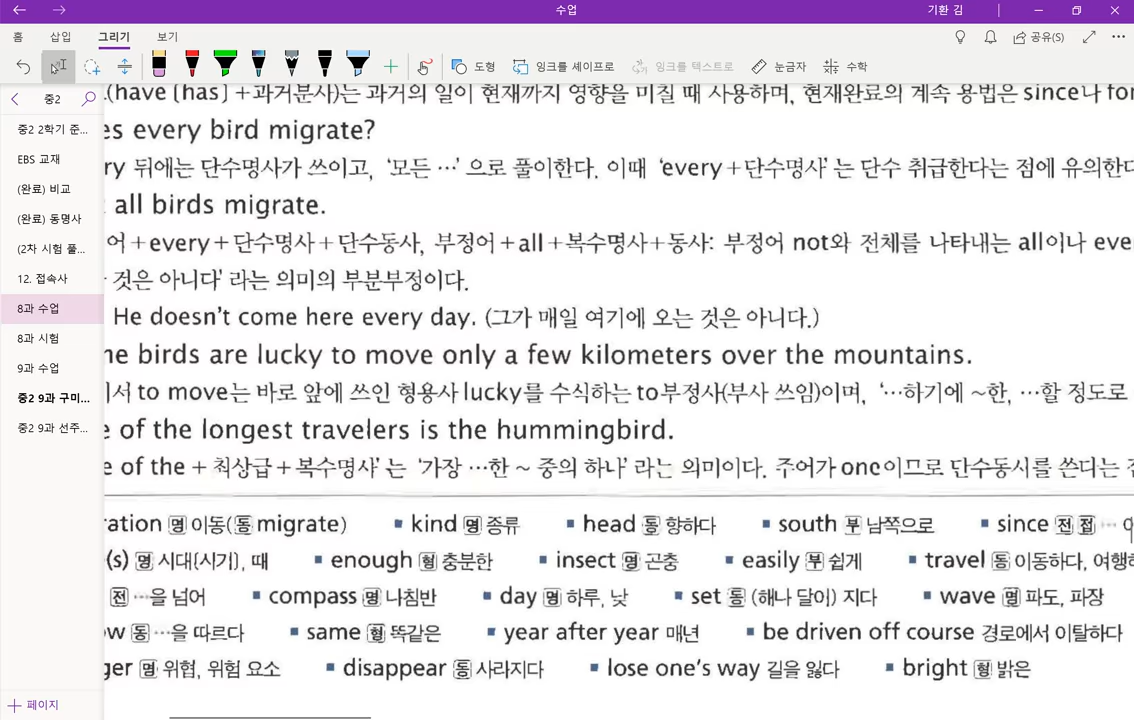 수업
기환 김
홈 삽입 그리기 보기
공유(S)
도형 잉크를 셰이프로 잉크를 텍스트로 눈금자 수학
중2
중2 2학기 준...
EBS 교재
(완료) 비교
(완료) 동명사
(2차 시험 풀...
12. 접속사
8과 수업
8과 시험
9과 수업
중2 9과 구미...
중2 9과 선주...
페이지
(have[has]+과거분사)는 과거의 일이 현재까지 영향을 미칠 때 사용하며, 현재완료의 계속 용법은 since나 for
es every bird migrate?
ry 뒤에는 단수명사가 쓰이고, '모든 …'으로 풀이한다. 이때 'every+단수명사'는 단수 취급한다는 점에 유의한다
all birds migrate.
어+every+단수명사+단수동사, 부정어+all+복수명사+동사: 부정어 not와 전체를 나타내는 all이나 eve
것은 아니다'라는 의미의 부분부정이다.
He doesn't come here every day. (그가 매일 여기에 오는 것은 아니다.)
me birds are lucky to move only a few kilometers over the mountains.
서 to move는 바로 앞에 쓰인 형용사 lucky를 수식하는 to부정사(부사 쓰임)이며, '…하기에 ~한, …할 정도로
e of the longest travelers is the hummingbird.
e of the+최상급+복수명사'는 '가장 …한 ~ 중의 하나'라는 의미이다. 주어가 one이므로 단수동사를 쓴다는
ration 명 이동(동 migrate) ▪ kind 명 종류 ▪ head 동 향하다 ▪ south 부 남쪽으로 ▪ since 전 접 …
(s) 명 시대[시기], 때 ▪ enough 형 충분한 ▪ insect 명 곤충 ▪ easily 부 쉽게 ▪ travel 동 이동하다, 여행하
전 …을 넘어 ▪ compass 명 나침반 ▪ day 명 하루, 낮 ▪ set 동 (해나 달이) 지다 ▪ wave 명 파도, 파장
ow 동 …을 따르다 ▪ same 형 똑같은 ▪ year after year 매년 ▪ be driven off course 경로에서 이탈하다
ger 명 위협, 위험 요소 ▪ disappear 동 사라지다 ▪ lose one's way 길을 잃다 ▪ bright 형 밝은